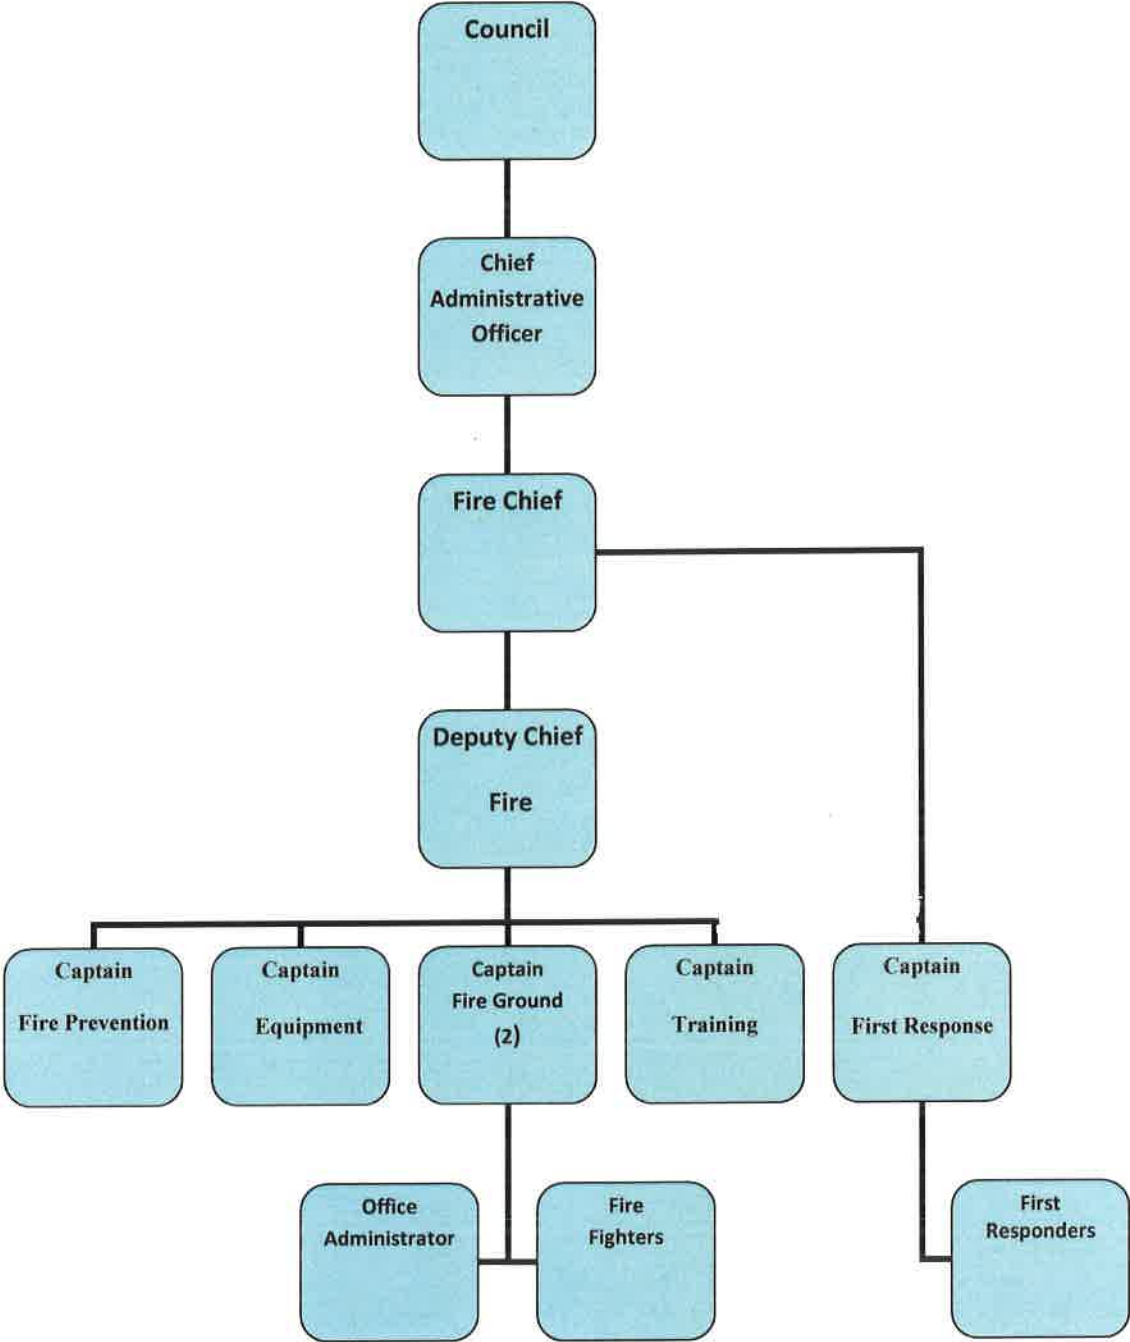 Council
Chief
Administrative
Officer
Fire Chief
Deputy Chief
Fire
Captain
Fire Prevention
Captain
Equipment
Captain
Fire Ground
(2)
Captain
Training
Captain
First Response
Office
Administrator
Fire
Fighters
First
Responders